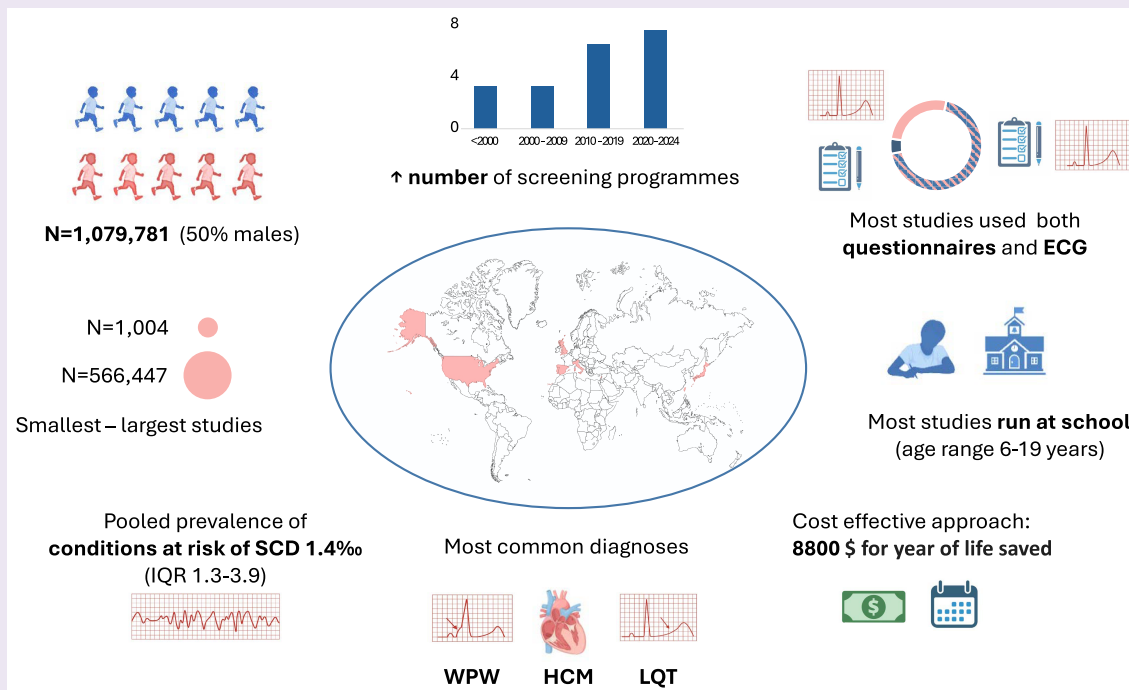 8
4
0
<2000
2000-2009
2010-2019
2020-2024
↑ number of screening programmes
N=1,079,781 (50% males)
Most studies used both
questionnaires and ECG
N=1,004
N=566,447
Smallest – largest studies
Most studies run at school
(age range 6-19 years)
Pooled prevalence of
conditions at risk of SCD 1.4‰
(IQR 1.3-3.9)
Most common diagnoses
WPW
HCM
LQT
Cost effective approach:
8800 $ for year of life saved
$